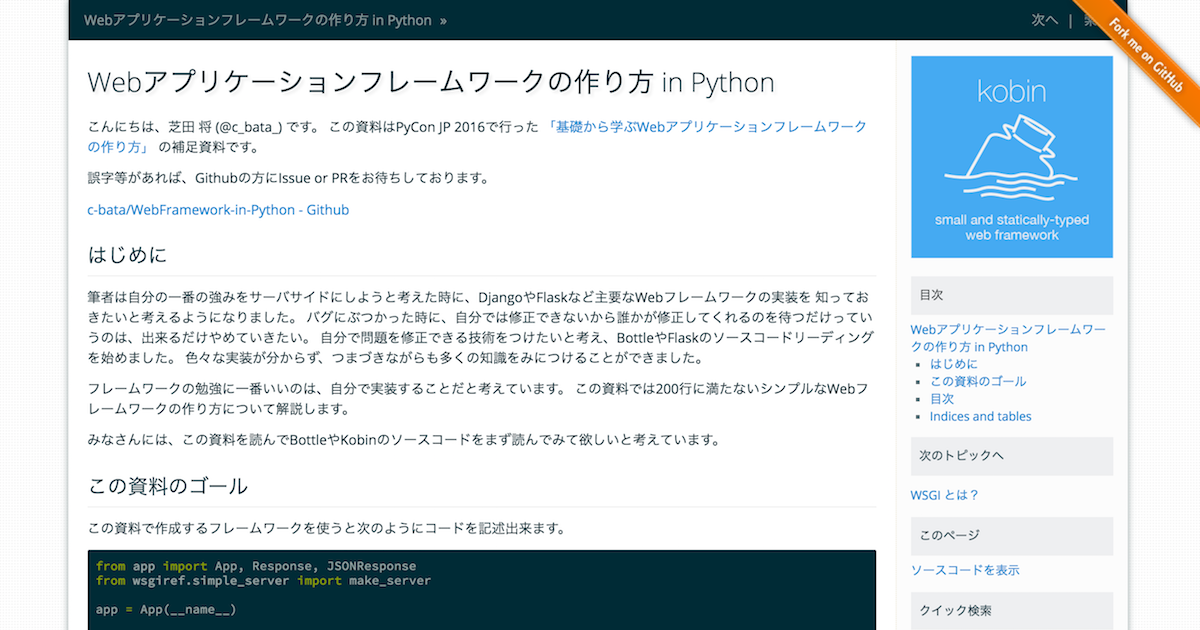 Webアプリケーションフレームワークの作り方 in Python »
次へ |
Fork me on GitHub
Webアプリケーションフレームワークの作り方 in Python
こんにちは、芝田 将 (@c_bata_) です。 この資料はPyCon JP 2016で行った 「基礎から学ぶWebアプリケーションフレームワーク
の作り方」 の補足資料です。
誤字等があれば、Githubの方にIssue or PRをお待ちしております。
c-bata/WebFramework-in-Python - Github
はじめに
筆者は自分の一番の強みをサーバサイドにしようと考えた時に、DjangoやFlaskなど主要なWebフレームワークの実装を 知ってお
きたいと考えるようになりました。 バグにぶつかった時に、自分では修正できないから誰かが修正してくれるのを待つだけってい
うのは、出来るだけやめていきたい。 自分で問題を修正できる技術をつけたいと考え、BottleやFlaskのソースコードリーディング
を始めました。 色々な実装が分からず、つまづきながらも多くの知識をみにつけることができました。
フレームワークの勉強に一番いいのは、自分で実装することだと考えています。 この資料では200行に満たないシンプルなWebフ
レームワークの作り方について解説します。
みなさんには、この資料を読んでBottleやKobinのソースコードをまず読んでみて欲しいと考えています。
この資料のゴール
この資料で作成するフレームワークを使うと次のようにコードを記述出来ます。
from app import App, Response, JSONResponse
from wsgiref.simple_server import make_server
app = App(__name__)
kobin
small and statically-typed
web framework
目次
Webアプリケーションフレームワー
クの作り方 in Python
はじめに
この資料のゴール
目次
Indices and tables
次のトピックへ
WSGI とは？
このページ
ソースコードを表示
クイック検索